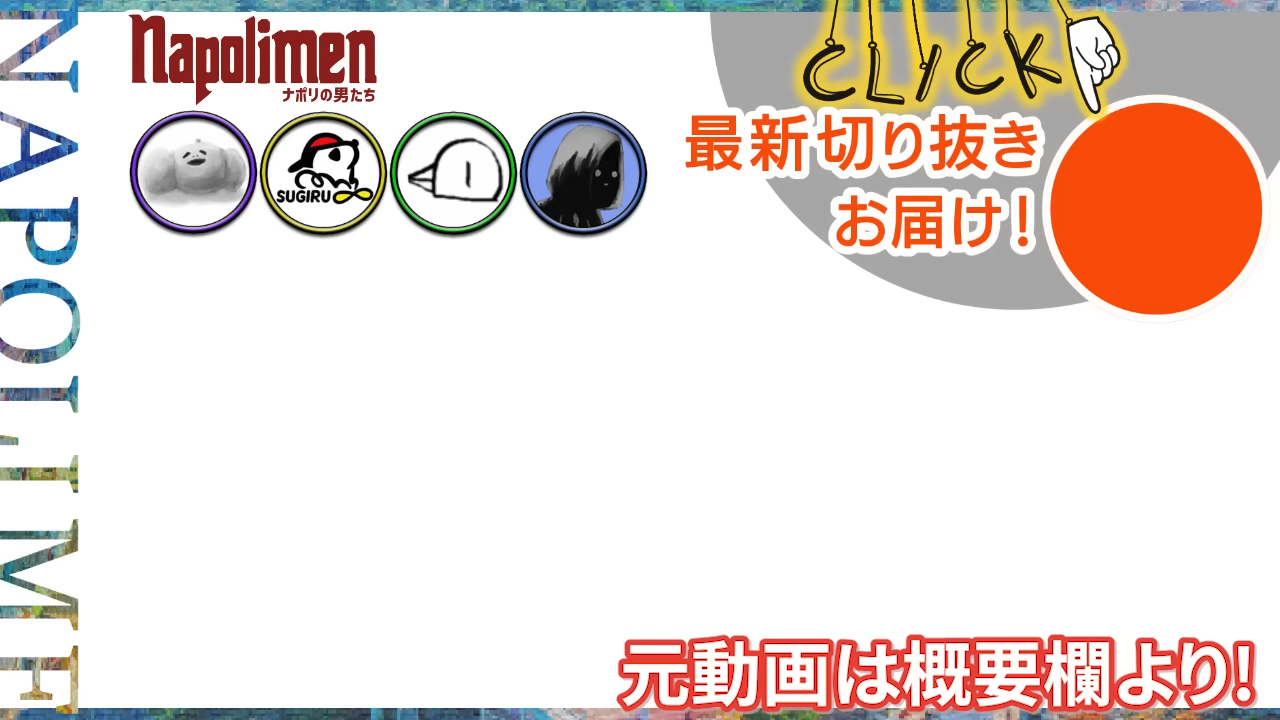 NAPOLIMEN
Napolimen
ナポリの男たち
SUGIRU
CLICK
最新切り抜き
お届け！
元動画は概要欄より!